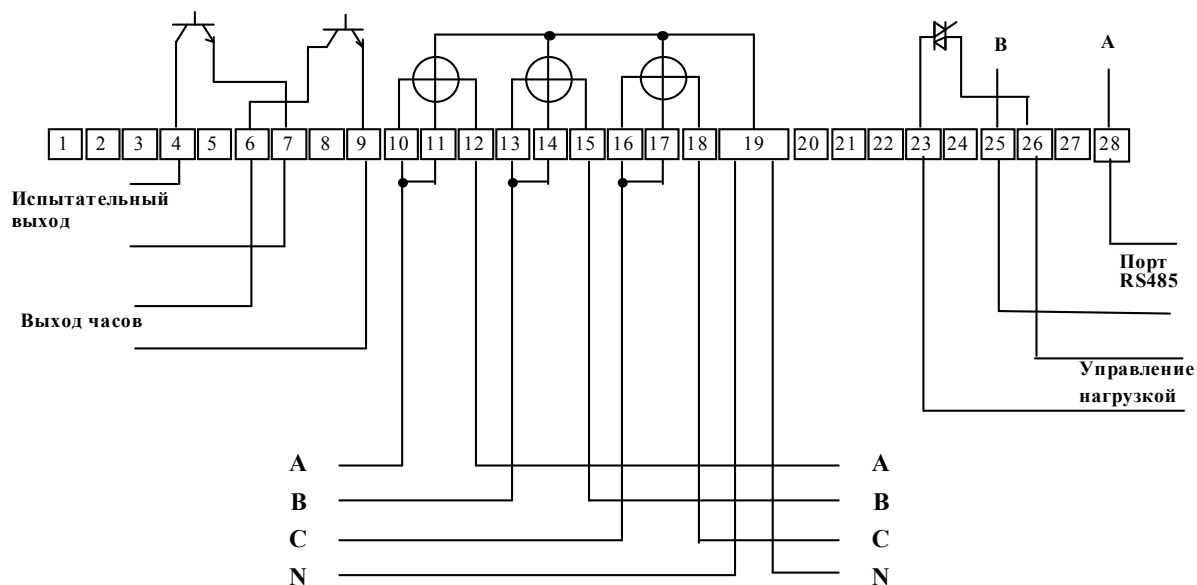 B A
1 2 3 4 5 6 7 8 9 10 11 12 13 14 15 16 17 18 19 20 21 22 23 24 25 26 27 28
Испытательный
выход
Порт
RS485
Выход часов
Управление
нагрузкой
A A
B B
C C
N N